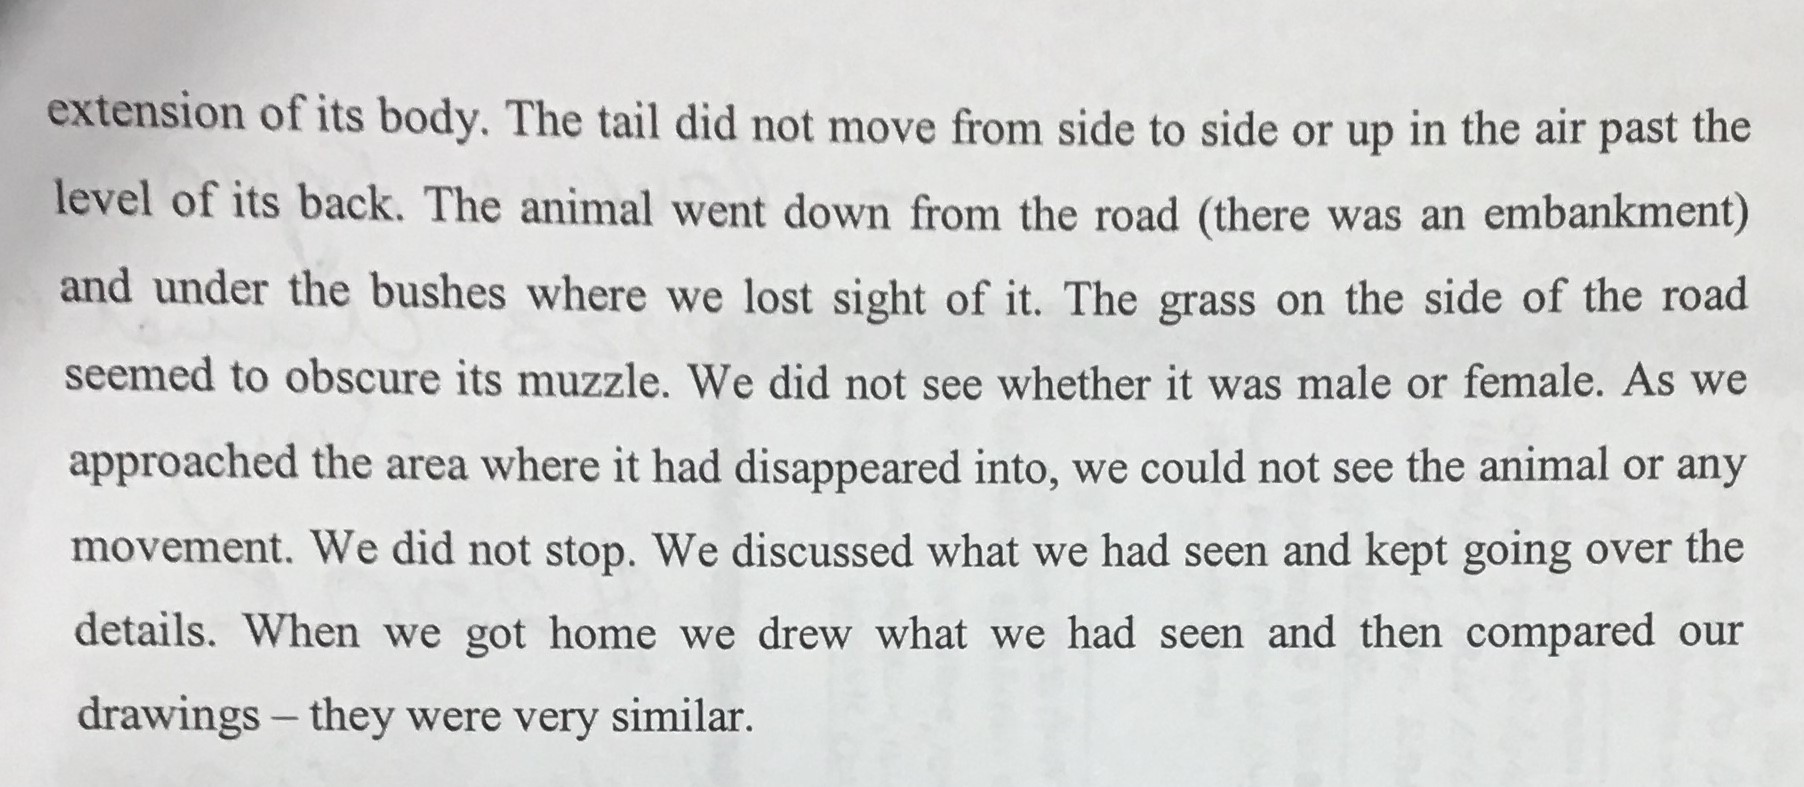 extension of its body. The tail did not move from side to side or up in the air past the
level of its back. The animal went down from the road (there was an embankment)
and under the bushes where we lost sight of it. The grass on the side of the road
seemed to obscure its muzzle. We did not see whether it was male or female. As we
approached the area where it had disappeared into, we could not see the animal or any
movement. We did not stop. We discussed what we had seen and kept going over the
details. When we got home we drew what we had seen and then compared our
drawings – they were very similar.